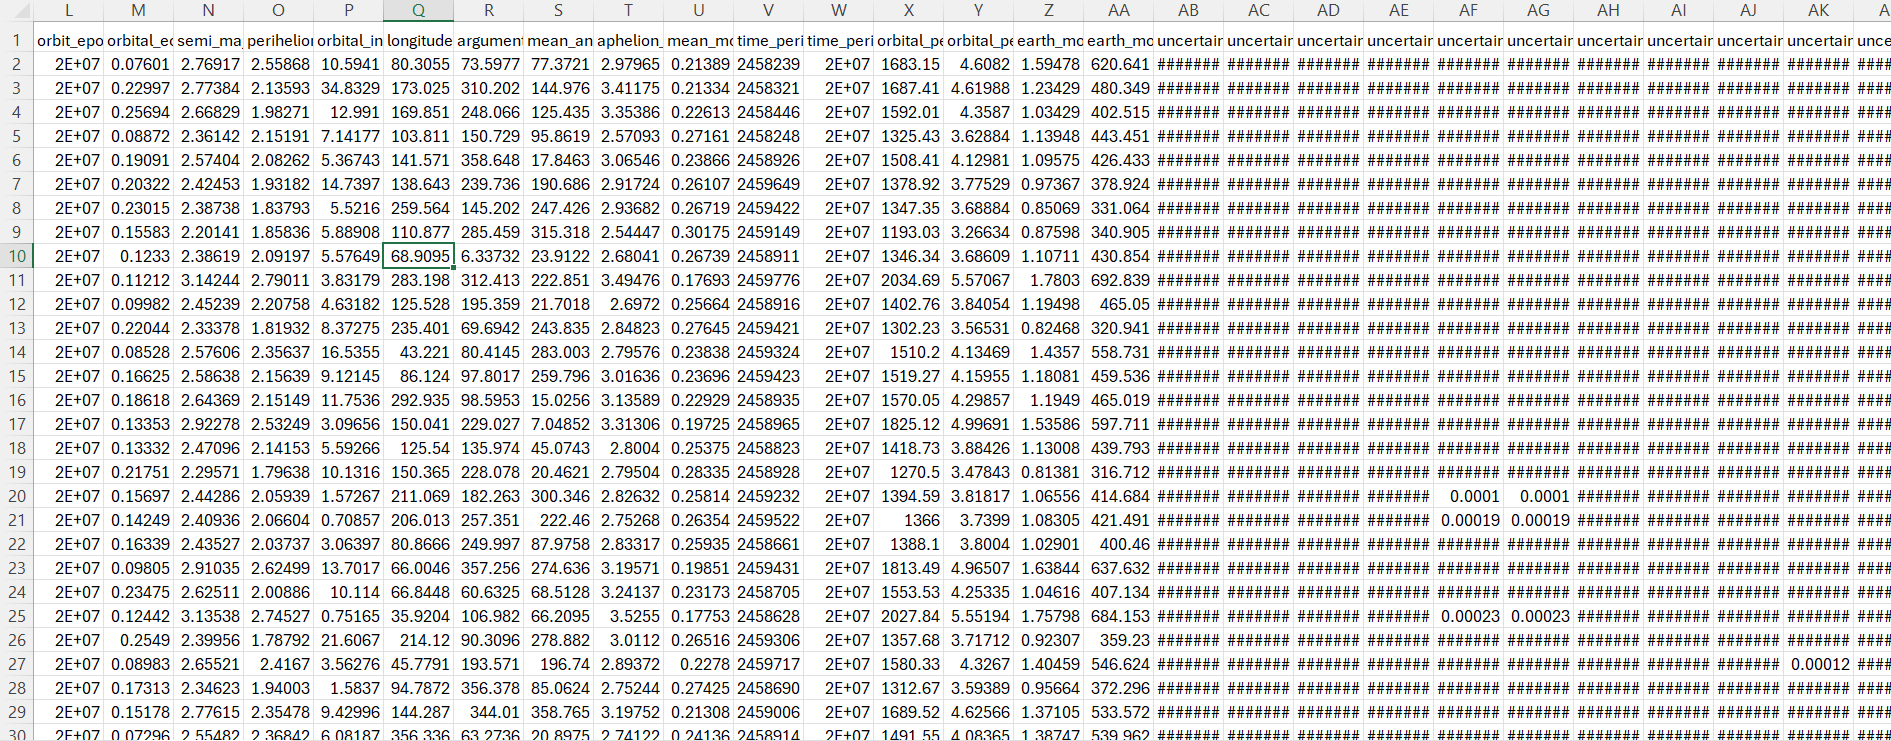 L M N O P Q R S T U V W X Y Z AA AB AC AD AE AF AG AH AI AJ AK A
1 orbit_epo orbital_ec semi_ma perihelion orbital_in longitude argument mean_an aphelion_ mean_mo time_peri time_peri orbital_pe orbital_pe earth_mo earth_mo uncertain uncertain uncertain uncertain uncertain uncertain uncertain uncertain uncertain uncertain unce
2 2E+07 0.07601 2.76917 2.55868 10.5941 80.3055 73.5977 77.3721 2.97965 0.21389 2458239 2E+07 1683.15 4.6082 1.59478 620.641 ####### ####### ####### ####### ####### ####### ####### ####### ####### ####### ####
3 2E+07 0.22997 2.77384 2.13593 34.8329 173.025 310.202 144.976 3.41175 0.21334 2458321 2E+07 1687.41 4.61988 1.23429 480.349 ####### ####### ####### ####### ####### ####### ####### ####### ####### ####### ####
4 2E+07 0.25694 2.66829 1.98271 12.991 169.851 248.066 125.435 3.35386 0.22613 2458446 2E+07 1592.01 4.3587 1.03429 402.515 ####### ####### ####### ####### ####### ####### ####### ####### ####### ####### ####
5 2E+07 0.08872 2.36142 2.15191 7.14177 103.811 150.729 95.8619 2.57093 0.27161 2458248 2E+07 1325.43 3.62884 1.13948 443.451 ####### ####### ####### ####### ####### ####### ####### ####### ####### ####### ####
6 2E+07 0.19091 2.57404 2.08262 5.36743 141.571 358.648 17.8463 3.06546 0.23866 2458926 2E+07 1508.41 4.12981 1.09575 426.433 ####### ####### ####### ####### ####### ####### ####### ####### ####### ####### ####
7 2E+07 0.20322 2.42453 1.93182 14.7397 138.643 239.736 190.686 2.91724 0.26107 2459649 2E+07 1378.92 3.77529 0.97367 378.924 ####### ####### ####### ####### ####### ####### ####### ####### ####### ####### ####
8 2E+07 0.23015 2.38738 1.83793 5.5216 259.564 145.202 247.426 2.93682 0.26719 2459422 2E+07 1347.35 3.68884 0.85069 331.064 ####### ####### ####### ####### ####### ####### ####### ####### ####### ####### ####
9 2E+07 0.15583 2.20141 1.85836 5.88908 110.877 285.459 315.318 2.54447 0.30175 2459149 2E+07 1193.03 3.26634 0.87598 340.905 ####### ####### ####### ####### ####### ####### ####### ####### ####### ####### ####
10 2E+07 0.1233 2.38619 2.09197 5.57649 68.9095 6.33732 23.9122 2.68041 0.26739 2458911 2E+07 1346.34 3.68609 1.10711 430.854 ####### ####### ####### ####### ####### ####### ####### ####### ####### ####### ####
11 2E+07 0.11212 3.14244 2.79011 3.83179 283.198 312.413 222.851 3.49476 0.17693 2459776 2E+07 2034.69 5.57067 1.7803 692.839 ####### ####### ####### ####### ####### ####### ####### ####### ####### ####### ####
12 2E+07 0.09982 2.45239 2.20758 4.63182 125.528 195.359 21.7018 2.6972 0.25664 2458916 2E+07 1402.76 3.84054 1.19498 465.08 ####### ####### ####### ####### ####### ####### ####### ####### ####### ####### ####
13 2E+07 0.22044 2.33378 1.81932 8.37275 235.401 69.6942 243.835 2.84823 0.27645 2459421 2E+07 1302.23 3.56531 0.82468 320.941 ####### ####### ####### ####### ####### ####### ####### ####### ####### ####### ####
14 2E+07 0.08528 2.57606 2.35637 16.5355 43.221 80.4145 283.003 2.79576 0.23838 2459324 2E+07 1510.2 4.13469 1.4357 558.731 ####### ####### ####### ####### ####### ####### ####### ####### ####### ####### ####
15 2E+07 0.16625 2.58638 2.15639 9.12145 86.124 97.8017 259.796 3.01636 0.23696 2459423 2E+07 1519.27 4.15955 1.18081 459.536 ####### ####### ####### ####### ####### ####### ####### ####### ####### ####### ####
16 2E+07 0.18618 2.64369 2.15149 11.7536 292.935 98.5953 15.0256 3.13589 0.22929 2458935 2E+07 1570.05 4.29857 1.1949 465.019 ####### ####### ####### ####### ####### ####### ####### ####### ####### ####### ####
17 2E+07 0.13353 2.92278 2.53249 3.09656 150.041 229.027 7.04852 3.31306 0.19725 2458965 2E+07 1825.12 4.99691 1.53586 597.711 ####### ####### ####### ####### ####### ####### ####### ####### ####### ####### ####
18 2E+07 0.13332 2.47096 2.14153 5.59266 125.54 135.974 45.0743 2.8004 0.25375 2458823 2E+07 1418.73 3.88426 1.13008 439.793 ####### ####### ####### ####### ####### ####### ####### ####### ####### ####### ####
19 2E+07 0.21751 2.29571 1.79638 10.1316 150.365 228.078 20.4621 2.79504 0.28335 2458928 2E+07 1270.5 3.47843 0.81381 316.712 ####### ####### ####### ####### ####### ####### ####### ####### ####### ####### ####
20 2E+07 0.15697 2.44286 2.05939 1.57267 211.069 182.263 300.346 2.82632 0.25814 2459232 2E+07 1394.59 3.81817 1.06556 414.684 ####### ####### ####### ####### 0.0001 0.0001 ####### ####### ####### ####### ####
21 2E+07 0.14249 2.40936 2.06604 0.70857 206.013 257.351 222.46 2.75268 0.26354 2459522 2E+07 1366 3.7399 1.08305 421.491 ####### ####### ####### ####### 0.00019 0.00019 ####### ####### ####### ####### ####
22 2E+07 0.16339 2.43527 2.03737 3.06397 80.8666 249.997 87.9758 2.83317 0.25935 2458661 2E+07 1388.1 3.8004 1.02901 400.46 ####### ####### ####### ####### ####### ####### ####### ####### ####### ####### ####
23 2E+07 0.09805 2.91035 2.62499 13.7017 66.0046 357.256 274.636 3.19571 0.19851 2459431 2E+07 1813.49 4.96507 1.63844 637.632 ####### ####### ####### ####### ####### ####### ####### ####### ####### ####### ####
24 2E+07 0.23475 2.62511 2.00886 10.114 66.8448 60.6325 68.5128 3.24137 0.23173 2458705 2E+07 1553.53 4.25335 1.04616 407.134 ####### ####### ####### ####### ####### ####### ####### ####### ####### ####### ####
25 2E+07 0.12442 3.13538 2.74527 0.75165 35.9204 106.982 66.2095 3.5255 0.17753 2458628 2E+07 2027.84 5.55194 1.75798 684.153 ####### ####### ####### ####### 0.00023 0.00023 ####### ####### ####### ####### ####
26 2E+07 0.2549 2.39956 1.78792 21.6067 214.12 90.3096 278.882 3.0112 0.26516 2459306 2E+07 1357.68 3.71712 0.92307 359.23 ####### ####### ####### ####### ####### ####### ####### ####### ####### ####### ####
27 2E+07 0.08983 2.65521 2.4167 3.56276 45.7791 193.571 196.74 2.89372 0.2278 2459717 2E+07 1580.33 4.3267 1.40459 546.624 ####### ####### ####### ####### ####### ####### ####### ####### ####### 0.00012 ####
28 2E+07 0.17313 2.34623 1.94003 1.5837 94.7872 356.378 85.0624 2.75244 0.27425 2458690 2E+07 1312.67 3.59389 0.95664 372.296 ####### ####### ####### ####### ####### ####### ####### ####### ####### ####### ####
29 2E+07 0.15178 2.77615 2.35478 9.42996 144.287 344.01 358.765 3.19752 0.21308 2459006 2E+07 1689.52 4.62566 1.37105 533.572 ####### ####### ####### ####### ####### ####### ####### ####### ####### ####### ####
30 2E+07 0.07296 2.55482 2.36842 6.08187 356.336 63.2736 20.8975 2.74122 0.24136 2458914 2E+07 1491.55 4.08365 1.38747 539.962 ####### ####### ####### ####### ####### ####### ####### ####### ####### ####### ####